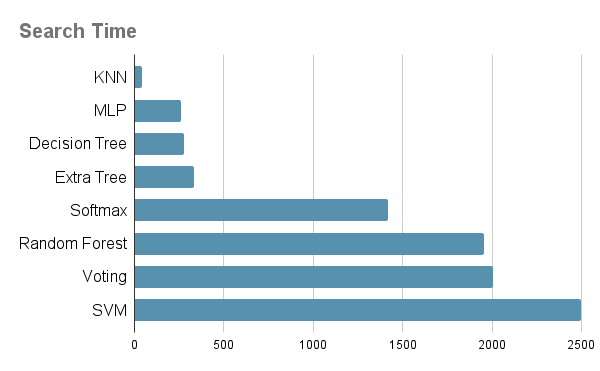 Search Time
KNN
MLP
Decision Tree
Extra Tree
Softmax
Random Forest
Voting
SVM
0 500 1000 1500 2000 2500